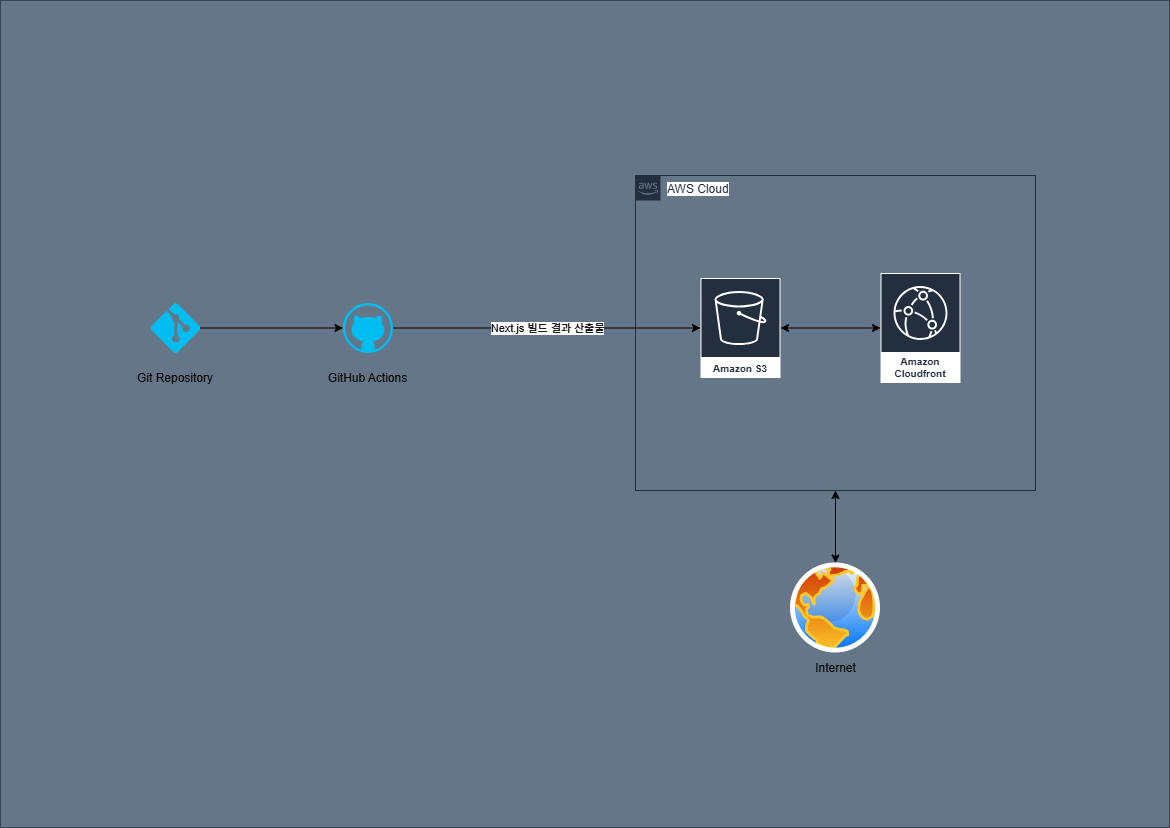 aws
AWS Cloud
Git Repository
GitHub Actions
Next.js 빌드 결과 산출물
Amazon S3
Amazon
Cloudfront
Internet